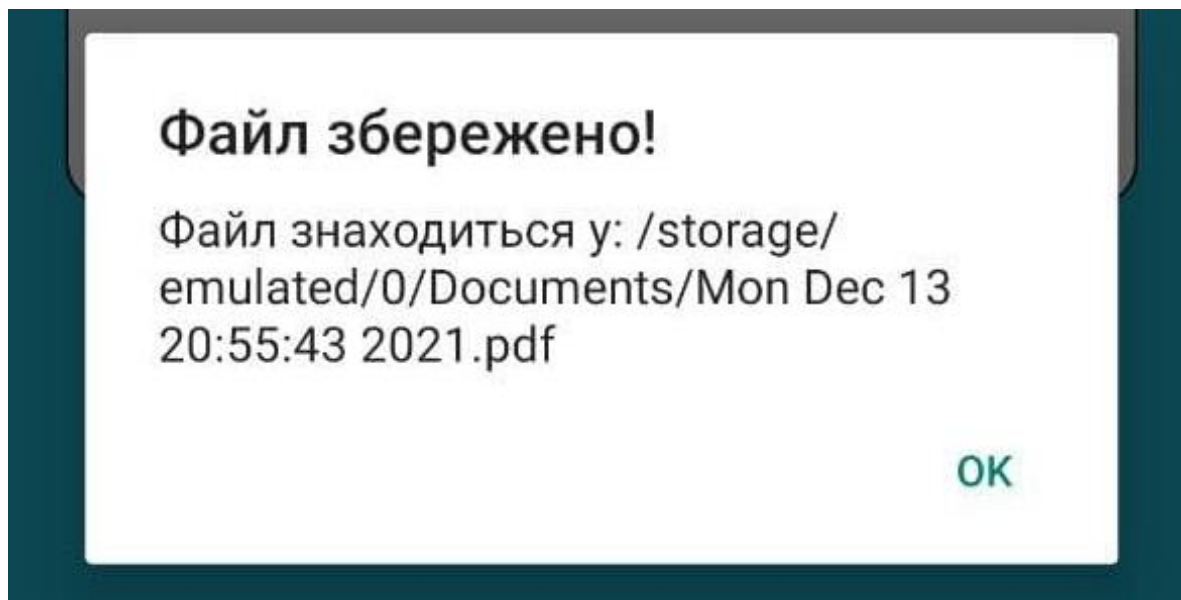 Файл збережено!
Файл знаходиться у: /storage/
emulated/0/Documents/Mon Dec 13
20:55:43 2021.pdf
OK